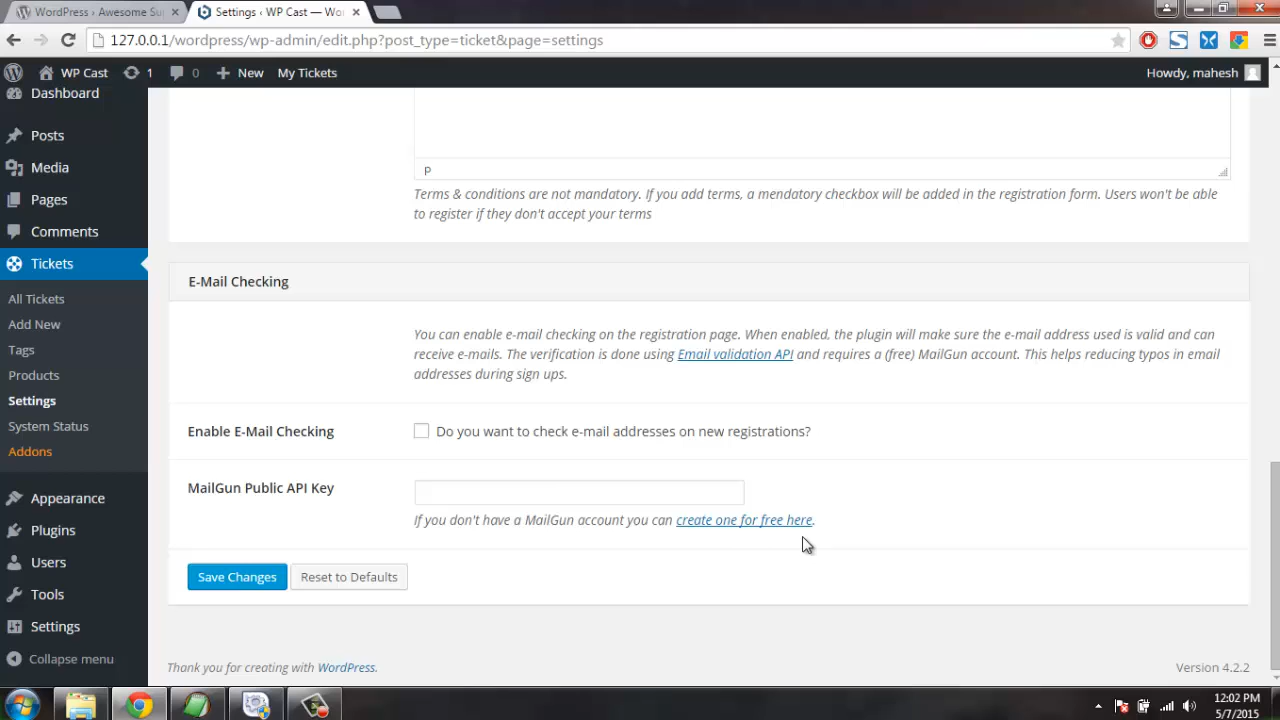 WordPress › Awesome Su
Settings ‹ WP Cast — Wo
127.0.0.1/wordpress/wp-admin/edit.php?post_type=ticket&page=settings
WP Cast
1
0
New
My Tickets
Howdy, mahesh
Dashboard
Posts
Media
Pages
Comments
Tickets
All Tickets
Add New
Tags
Products
Settings
System Status
Addons
Appearance
Plugins
Users
Tools
Settings
Collapse menu
p
Terms & conditions are not mandatory. If you add terms, a mendatory checkbox will be added in the registration form. Users won't be able
to register if they don't accept your terms
E-Mail Checking
You can enable e-mail checking on the registration page. When enabled, the plugin will make sure the e-mail address used is valid and can
receive e-mails. The verification is done using Email validation API and requires a (free) MailGun account. This helps reducing typos in email
addresses during sign ups.
Enable E-Mail Checking
Do you want to check e-mail addresses on new registrations?
MailGun Public API Key
If you don't have a MailGun account you can create one for free here.
Save Changes
Reset to Defaults
Thank you for creating with WordPress.
Version 4.2.2
12:02 PM
5/7/2015